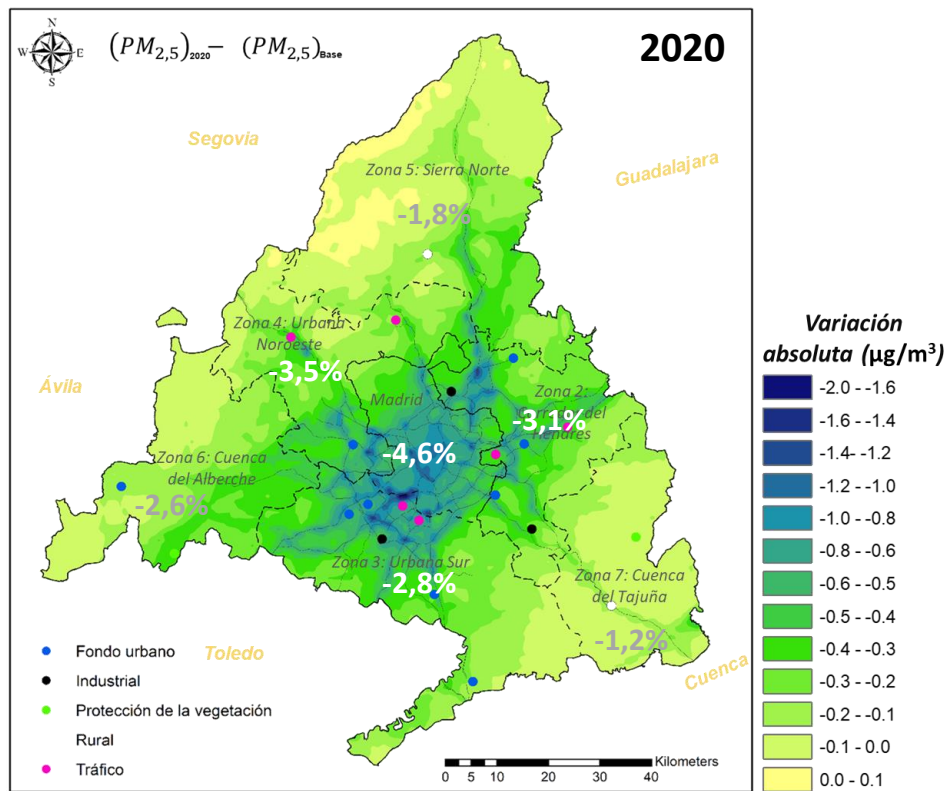 N
W E
S
(PM2,5)2020 − (PM2,5)Base
2020
Segovia
Guadalajara
Zona 5: Sierra Norte
-1,8%
Zona 4: Urbana
Noroeste
-3,5%
Ávila
Madrid
-4,6%
Zona 2:
del
Henares
-3,1%
Zona 6: Cuenca
del Alberche
-2,6%
Zona 3: Urbana Sur
-2,8%
Zona 7: Cuenca
del Tajuña
-1,2%
Toledo
Cuenca
Fondo urbano
Industrial
Protección de la vegetación
Rural
Tráfico
Kilometers
0 5 10 20 30 40
Variación
absoluta (µg/m³)
-2.0 - -1.6
-1.6 - -1.4
-1.4 - -1.2
-1.2 - -1.0
-1.0 - -0.8
-0.8 - -0.6
-0.6 - -0.5
-0.5 - -0.4
-0.4 - -0.3
-0.3 - -0.2
-0.2 - -0.1
-0.1 - 0.0
0.0 - 0.1